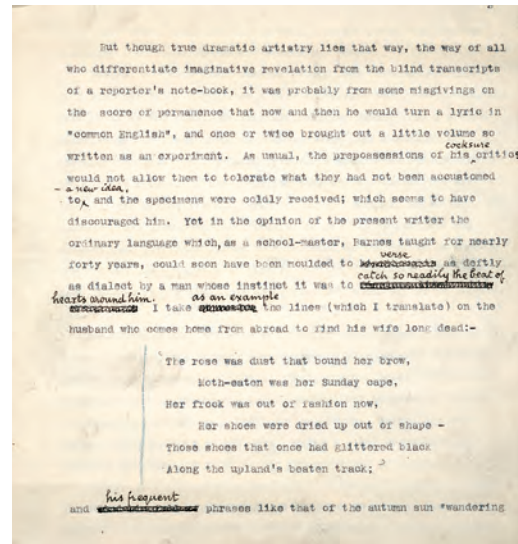 But though true dramatic artistry lies that way, the way of all
who differentiate imaginative revelation from the blind transcripts
of a reporter's note-book, it was probably from some misgivings on
the score of permanence that now and then he would turn a lyric in
"common English", and once or twice brought out a little volume so
written as an experiment. As usual, the prepossessions of his cocksure critics
would not allow them to tolerate what they had not been accustomed
to, - a new idea, and the specimens were coldly received; which seems to have
discouraged him. Yet in the opinion of the present writer the
ordinary language which, as a school-master, Barnes taught for nearly
forty years, could soon have been moulded to verse as deftly
as dialect by a man whose instinct it was to catch so readily the beat of
hearts around him. I take as an example the lines (which I translate) on the
husband who comes home from abroad to find his wife long dead:-
The rose was dust that bound her brow,
Moth-eaten was her Sunday cape,
Her frock was out of fashion now,
Her shoes were dried up out of shape -
Those shoes that once had glittered black
Along the upland's beaten track;
and his frequent phrases like that of the autumn sun "wandering